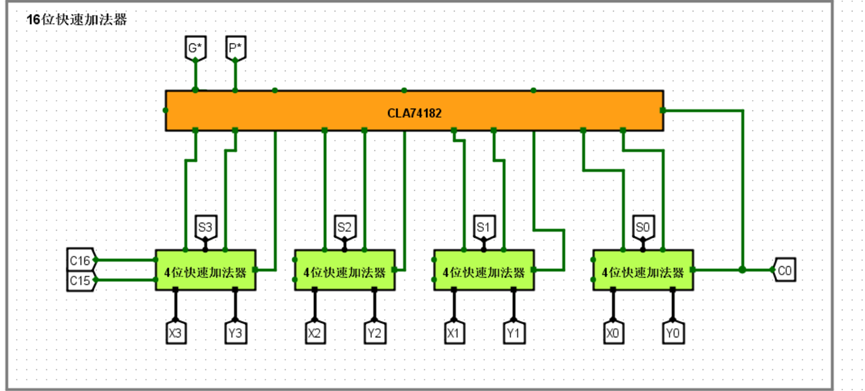 16位快速加法器
G* P*
CLA74182
S3 S2 S1 S0
C16
4位快速加法器 4位快速加法器 4位快速加法器 4位快速加法器 C0
C15
X3 Y3 X2 Y2 X1 Y1 X0 Y0